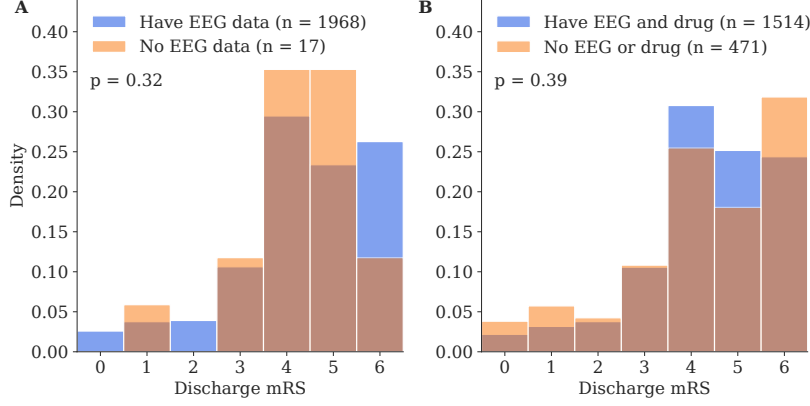 A
Have EEG data (n = 1968)
No EEG data (n = 17)
p = 0.32
Density
0.40
0.35
0.30
0.25
0.20
0.15
0.10
0.05
0.00
0 1 2 3 4 5 6
Discharge mRS
B
Have EEG and drug (n = 1514)
No EEG or drug (n = 471)
p = 0.39
0.40
0.35
0.30
0.25
0.20
0.15
0.10
0.05
0.00
0 1 2 3 4 5 6
Discharge mRS